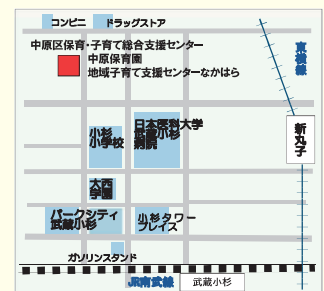 コンビニ
ドラッグストア
中原区保育・子育て総合支援センター
中原保育園
地域子育て支援センターなかはら
東横線
新丸子
小杉
小学校
日本医科大学
武蔵小杉
病院
大西
学園
パークシティ
武蔵小杉
小杉タワー
プレイス
ガソリンスタンド
JR南武線
武蔵小杉